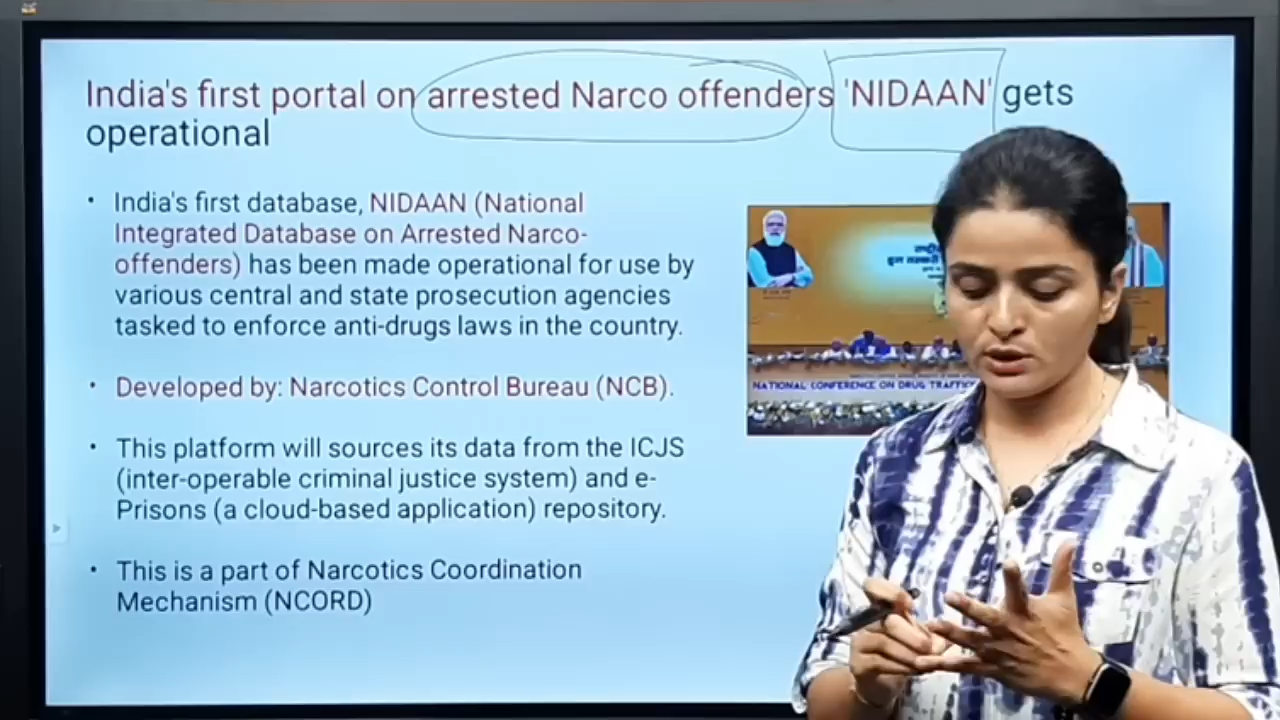 India's first portal on arrested Narco offenders 'NIDAAN' gets
operational
• India's first database, NIDAAN (National
Integrated Database on Arrested Narco-
offenders) has been made operational for use by
various central and state prosecution agencies
tasked to enforce anti-drugs laws in the country.
• Developed by: Narcotics Control Bureau (NCB).
• This platform will sources its data from the ICJS
(inter-operable criminal justice system) and e-
Prisons (a cloud-based application) repository.
• This is a part of Narcotics Coordination
Mechanism (NCORD)
NATIONAL CONFERENCE ON DRUG